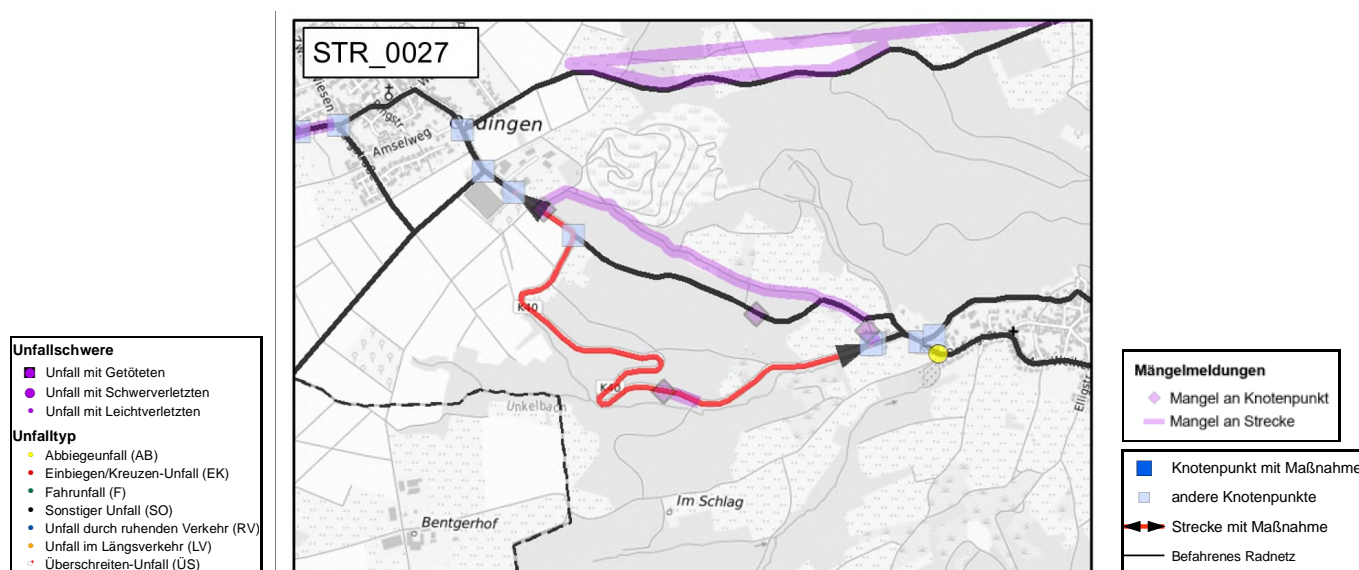 STR_0027
Wiesen
Ringstr.
Amselweg
K40
K40
Unkelbach
Im Schlag
Bentgerhof
Unfallschwere
Unfall mit Getöteten
Unfall mit Schwerverletzten
Unfall mit Leichtverletzten
Unfalltyp
Abbiegeunfall (AB)
Einbiegen/Kreuzen-Unfall (EK)
Fahrunfall (F)
Sonstiger Unfall (SO)
Unfall durch ruhenden Verkehr (RV)
Unfall im Längsverkehr (LV)
Überschreiten-Unfall (ÜS)
Mängelmeldungen
Mangel an Knotenpunkt
Mangel an Strecke
Knotenpunkt mit Maßnahme
andere Knotenpunkte
Strecke mit Maßnahme
Befahrenes Radnetz